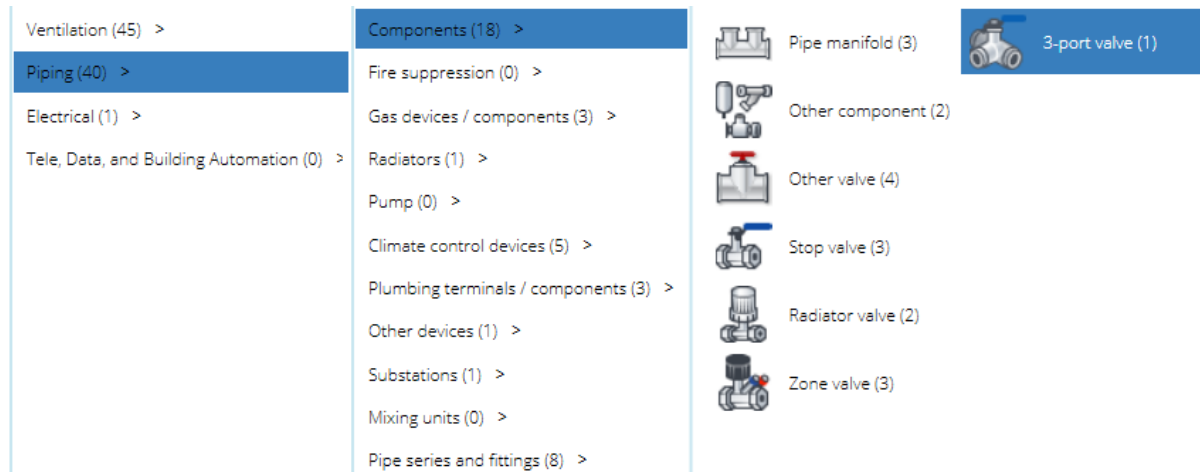 Ventilation (45) >
Piping (40) >
Electrical (1) >
Tele, Data, and Building Automation (0) >
Components (18) >
Fire suppression (0) >
Gas devices / components (3) >
Radiators (1) >
Pump (0) >
Climate control devices (5) >
Plumbing terminals / components (3) >
Other devices (1) >
Substations (1) >
Mixing units (0) >
Pipe series and fittings (8) >
Pipe manifold (3)
Other component (2)
Other valve (4)
Stop valve (3)
Radiator valve (2)
Zone valve (3)
3-port valve (1)